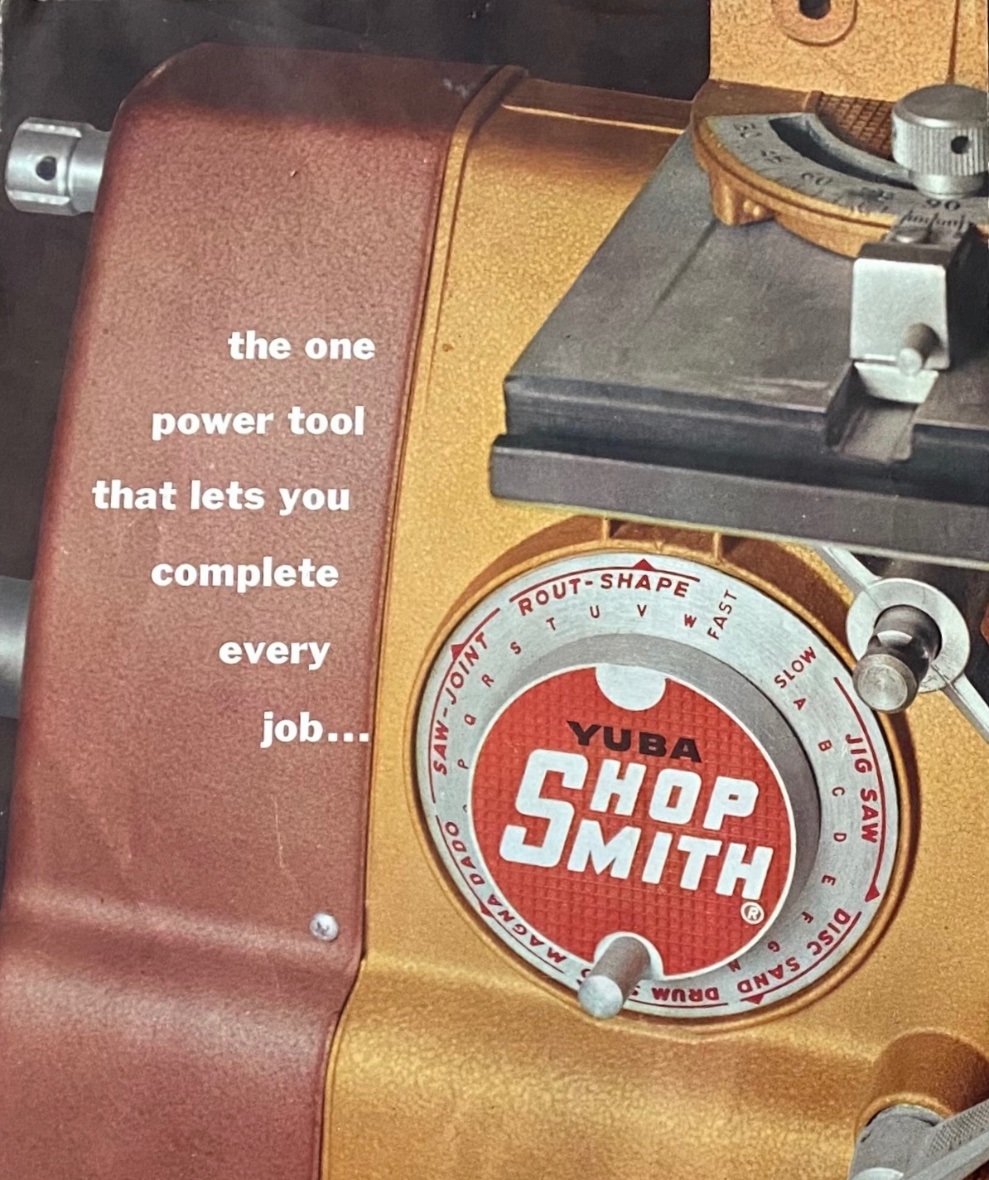 the one
power tool
that lets you
complete
every
job...
ROUT-SHAPE
SAW-JOINT
MAGNA DADO
DRUM
DISC SAND
JIG SAW
SLOW
FAST
A B C D E F G
P Q R S T U V W
YUBA
SHOP
SMITH
®
60
90